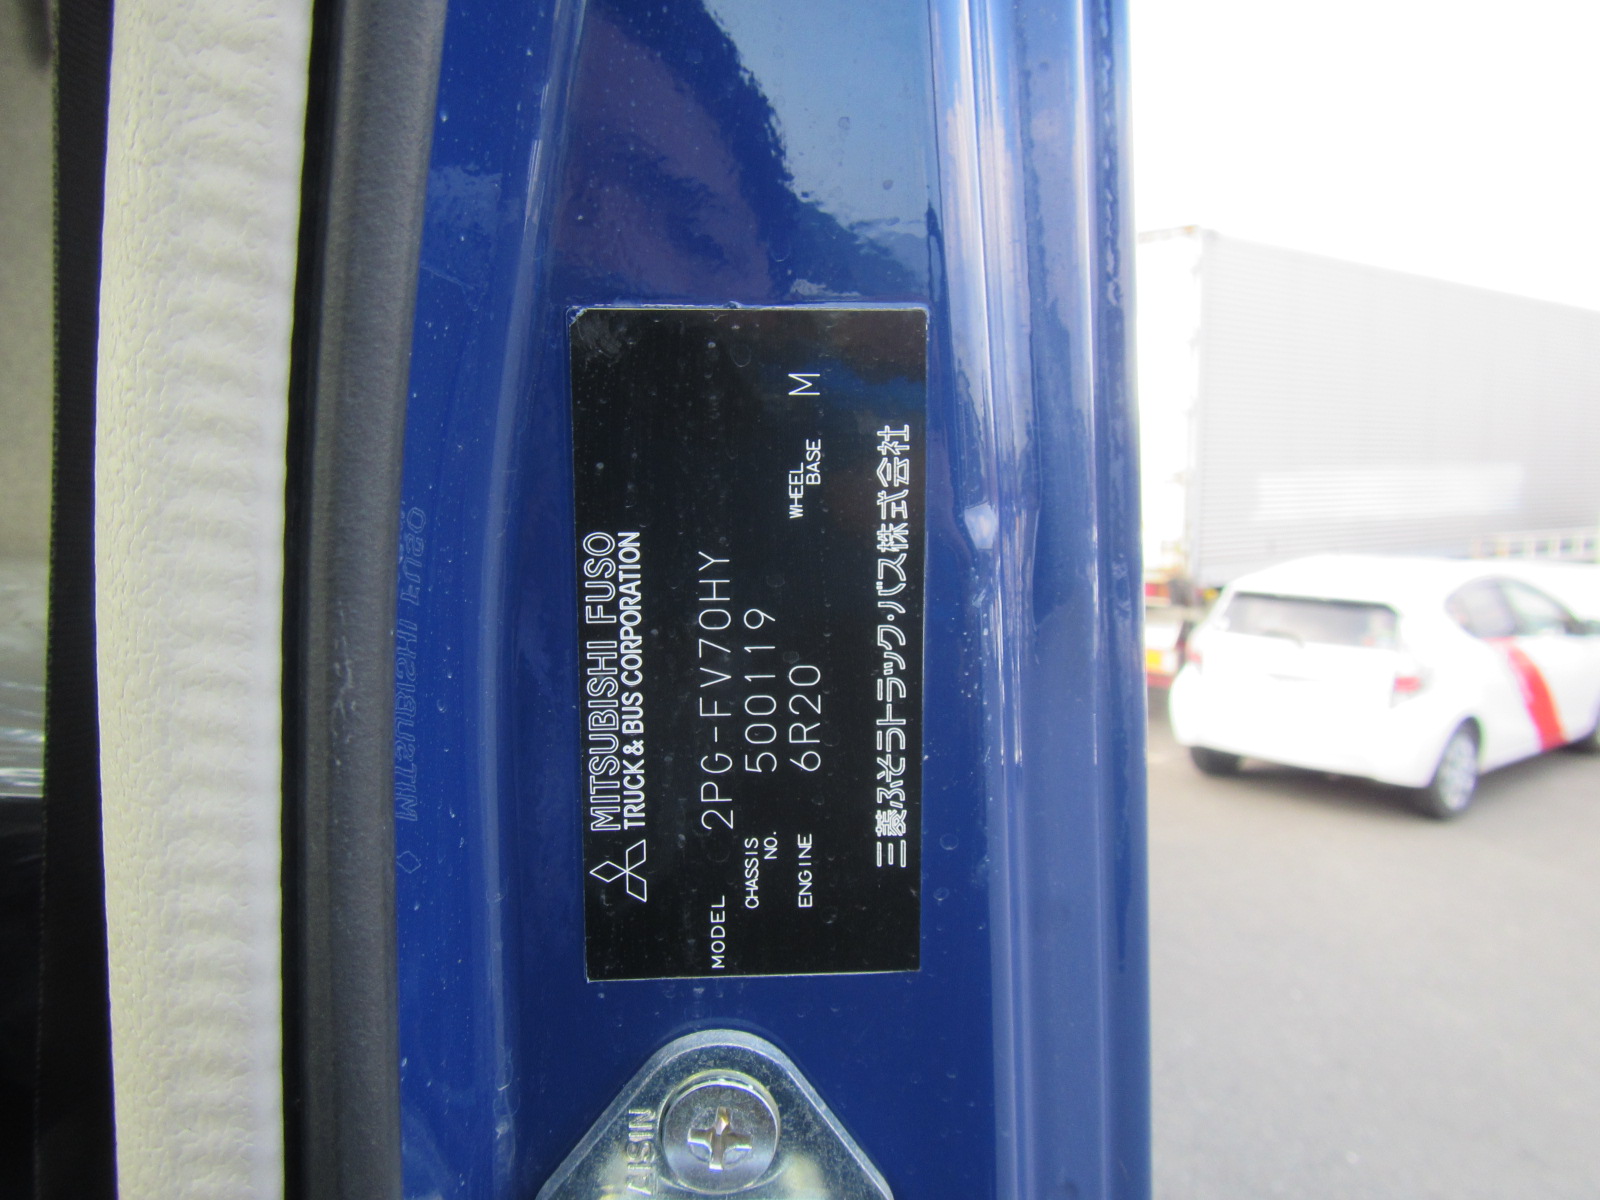 MITSUBISHI FUSO
TRUCK & BUS CORPORATION
MODEL 2PG-FV70HY
CHASSIS NO. 500119
ENGINE 6R20 WHEEL BASE M
三菱ふそうトラック・バス株式会社
AISIN